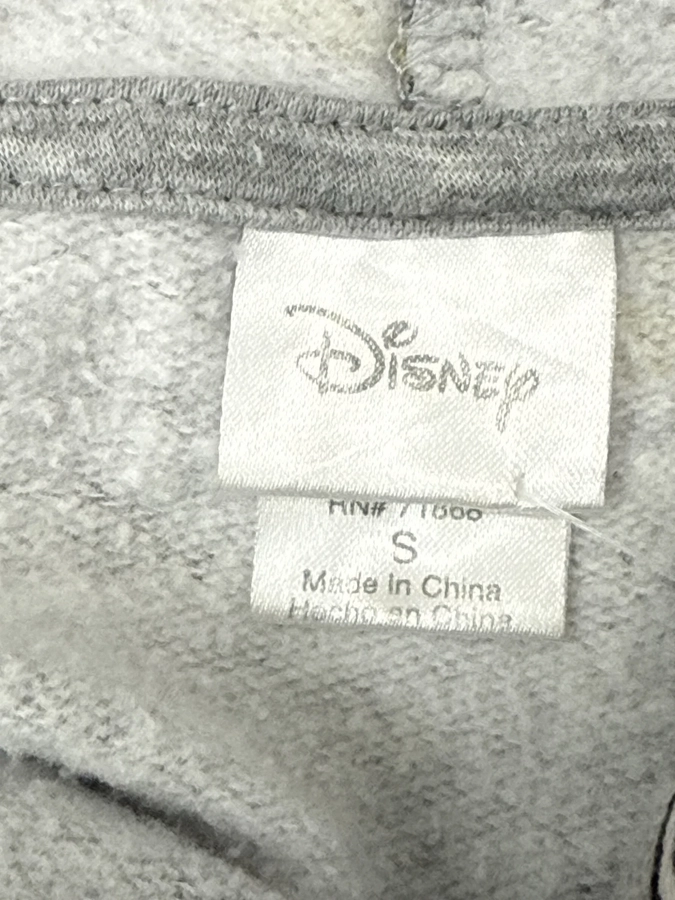 Disney
RN#
S
Made In China
Hecho en China